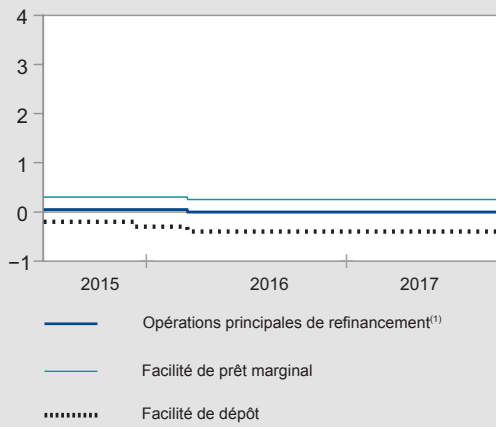 4
3
2
1
0
−1
2015 2016 2017
Opérations principales de refinancement(1)
Facilité de prêt marginal
Facilité de dépôt